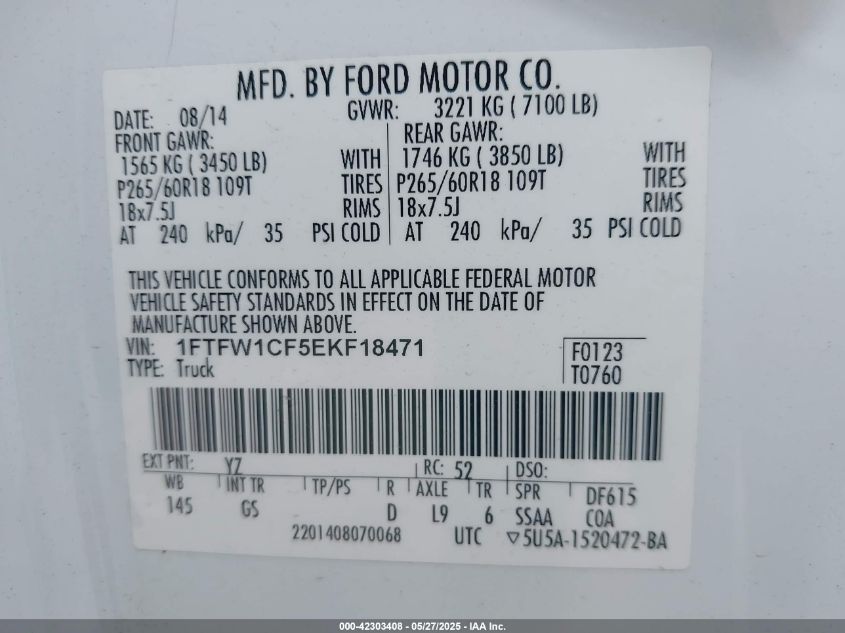 MFD. BY FORD MOTOR CO.
DATE: 08/14 GVWR: 3221 KG ( 7100 LB)
FRONT GAWR: REAR GAWR:
1565 KG ( 3450 LB) WITH 1746 KG ( 3850 LB) WITH
P265/60R18 109T TIRES P265/60R18 109T TIRES
18x7.5J RIMS 18x7.5J RIMS
AT 240 kPa/ 35 PSI COLD AT 240 kPa/ 35 PSI COLD
THIS VEHICLE CONFORMS TO ALL APPLICABLE FEDERAL MOTOR
VEHICLE SAFETY STANDARDS IN EFFECT ON THE DATE OF
MANUFACTURE SHOWN ABOVE.
VIN: 1FTFW1CF5EKF18471 F0123
TYPE: Truck T0760
EXT PNT: YZ RC: 52 DSO:
WB INT TR TP/PS R AXLE TR SPR DF615
145 GS D L9 6 SSAA COA
2201408070068 UTC ▽5U5A-1520472-BA
000-42303408 - 05/27/2025 - IAA Inc.